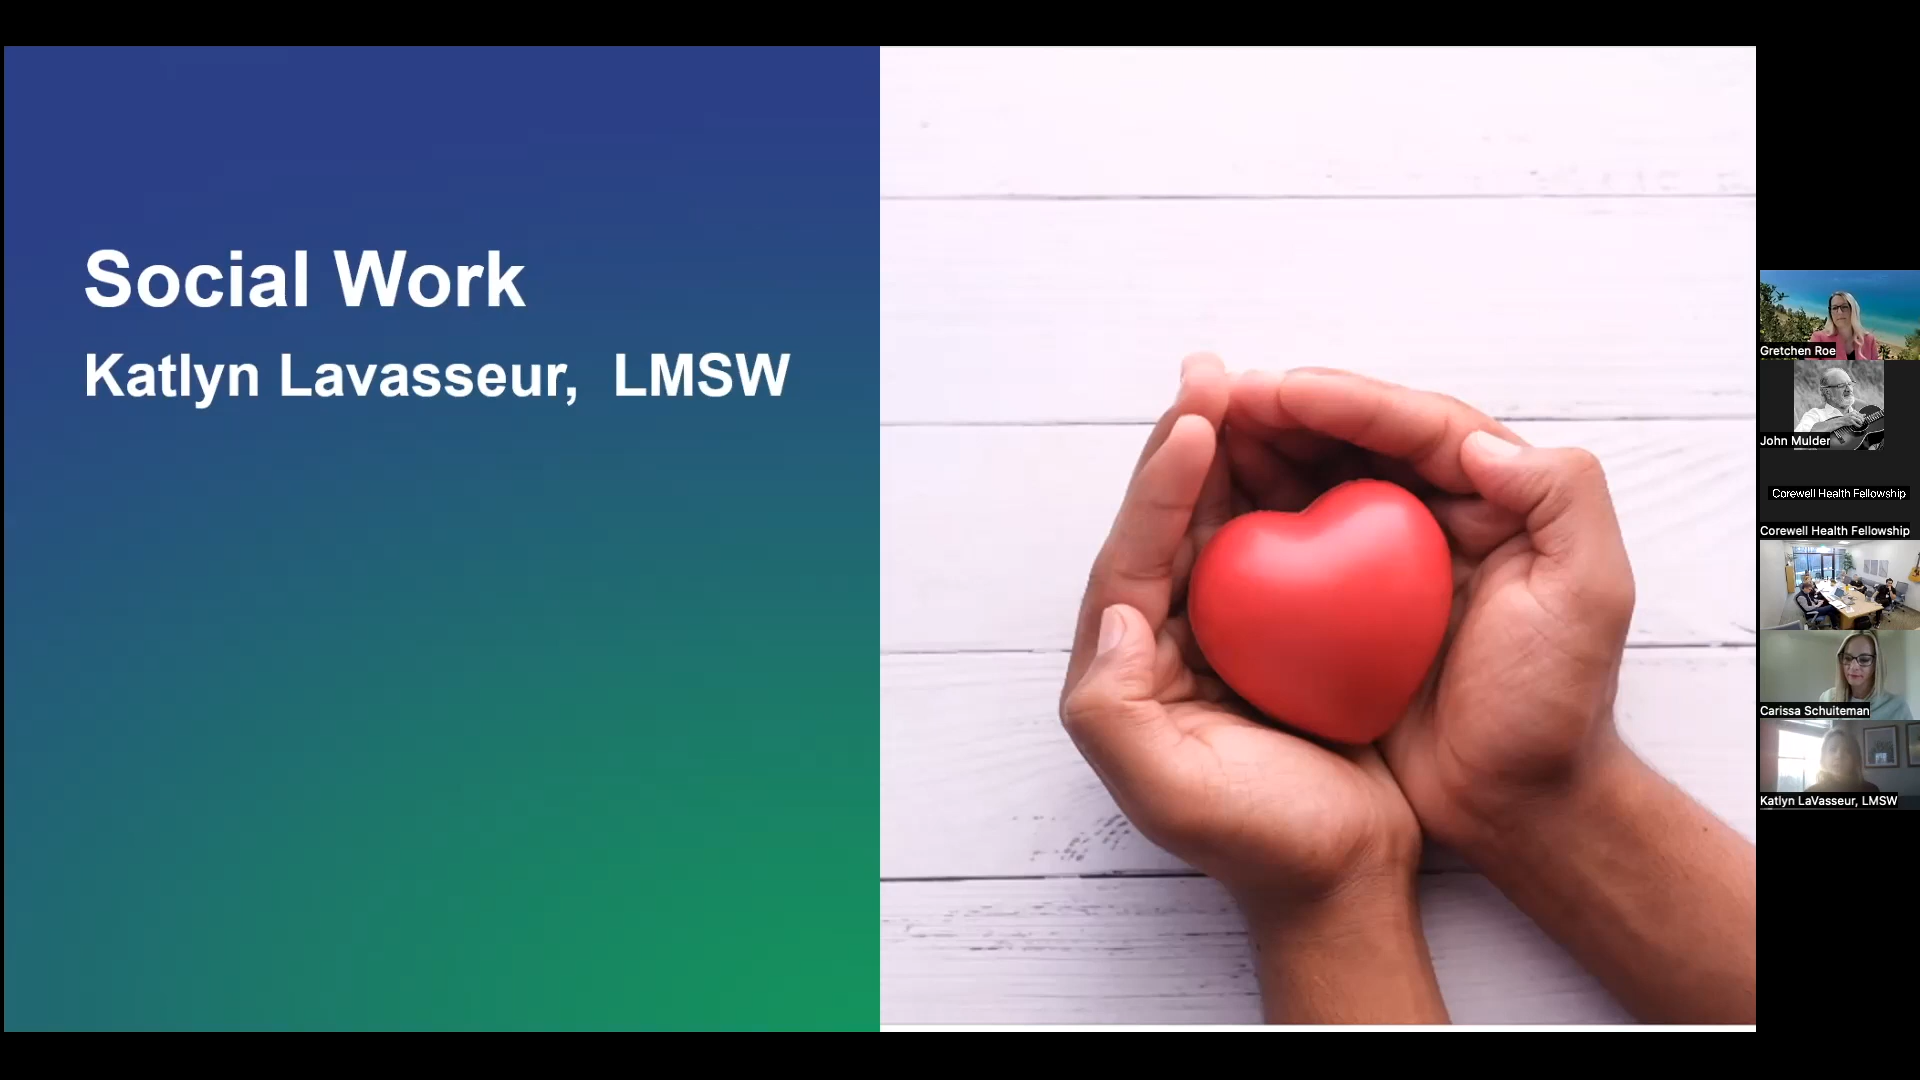 Social Work
Katlyn Lavasseur, LMSW
Gretchen Roe
John Mulder
Corewell Health Fellowship
Corewell Health Fellowship
Carissa Schuiteman
Katlyn LaVasseur, LMSW